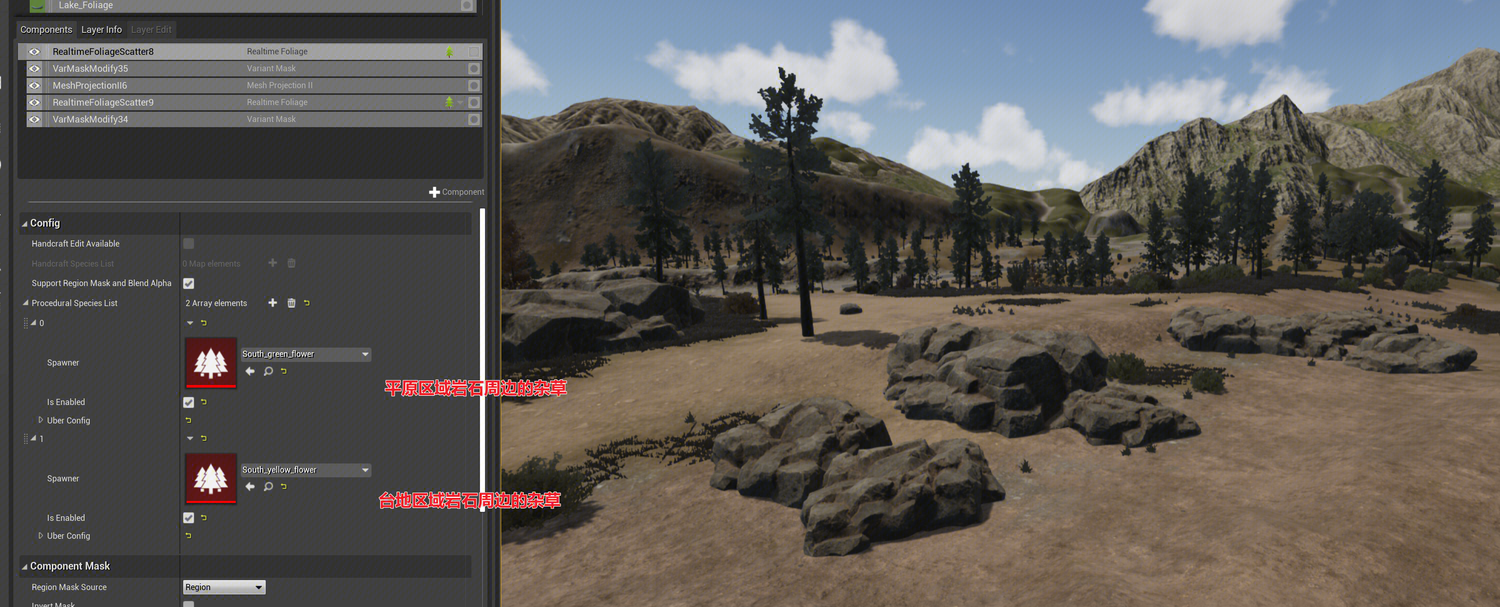 Lake_Foliage
Components Layer Info Layer Edit
RealtimeFoliageScatter8 Realtime Foliage
VarMaskModify35 Variant Mask
MeshProjectionII6 Mesh Projection II
RealtimeFoliageScatter9 Realtime Foliage
VarMaskModify34 Variant Mask
Component
Config
Handcraft Edit Available
Handcraft Species List 0 Map elements
Support Region Mask and Blend Alpha
Procedural Species List 2 Array elements
0
Spawner South_green_flower
平原区域岩石周边的杂草
Is Enabled
Uber Config
1
Spawner South_yellow_flower
台地区域岩石周边的杂草
Is Enabled
Uber Config
Component Mask
Region Mask Source Region
Invert Mask